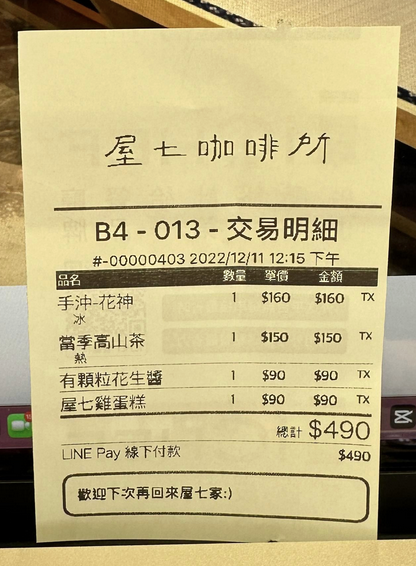 屋七咖啡所
B4 - 013 - 交易明細
#-00000403 2022/12/11 12:15 下午
品名 數量 單價 金額
手沖-花神 1 $160 $160 TX
冰
當季高山茶 1 $150 $150 TX
熱
有顆粒花生醬 1 $90 $90 TX
屋七雞蛋糕 1 $90 $90 TX
總計 $490
LINE Pay 線下付款 $490
歡迎下次再回來屋七家:)